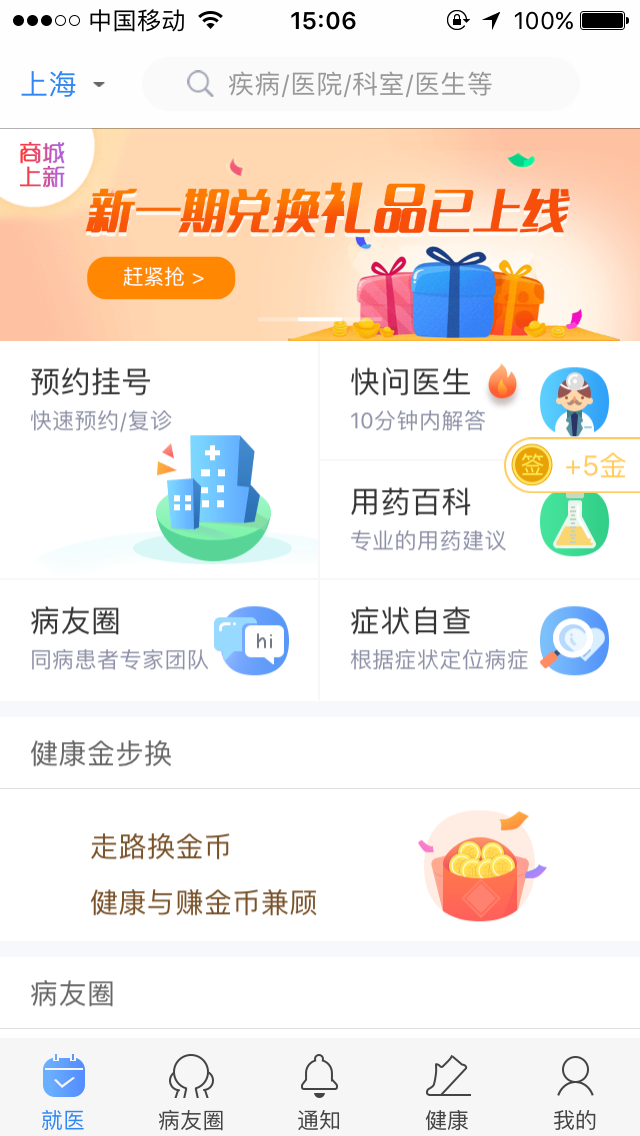 中国移动
15:06
100%
上海
疾病/医院/科室/医生等
商城
上新
新一期兑换礼品已上线
赶紧抢 >
预约挂号
快速预约/复诊
快问医生
10分钟内解答
签 +5金
用药百科
专业的用药建议
病友圈
同病患者专家团队
hi
症状自查
根据症状定位病症
健康金步换
走路换金币
健康与赚金币兼顾
病友圈
就医
病友圈
通知
健康
我的